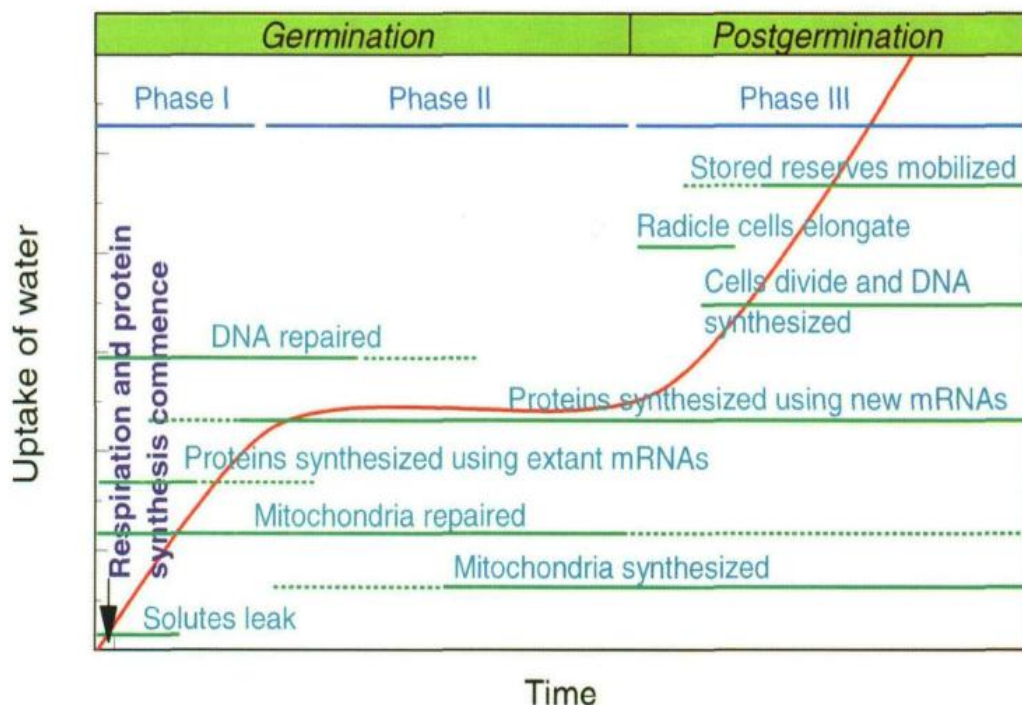 Germination
Postgermination
Phase I
Phase II
Phase III
Stored reserves mobilized
Radicle cells elongate
Cells divide and DNA
synthesized
DNA repaired
Proteins synthesized using new mRNAs
Proteins synthesized using extant mRNAs
Mitochondria repaired
Mitochondria synthesized
Solutes leak
Respiration and protein
synthesis commence
Uptake of water
Time